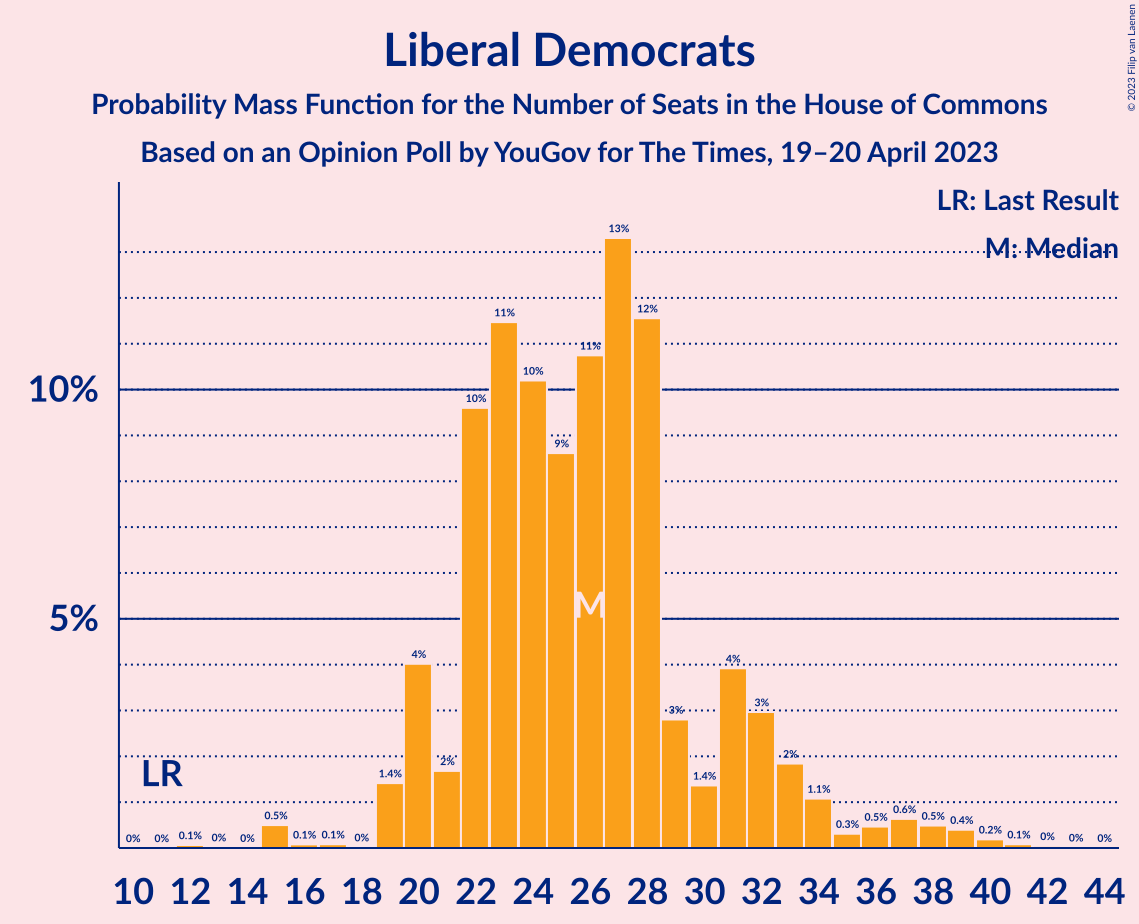 © 2023 Filip van Laenen
Liberal Democrats
Probability Mass Function for the Number of Seats in the House of Commons
Based on an Opinion Poll by YouGov for The Times, 19–20 April 2023
LR: Last Result
M: Median
10%
5%
LR
M
0% 0% 0.1% 0% 0% 0.5% 0.1% 0.1% 0% 1.4% 4% 2% 10% 11% 10% 9% 11% 13% 12% 3% 1.4% 4% 3% 2% 1.1% 0.3% 0.5% 0.6% 0.5% 0.4% 0.2% 0.1% 0% 0% 0%
10 12 14 16 18 20 22 24 26 28 30 32 34 36 38 40 42 44